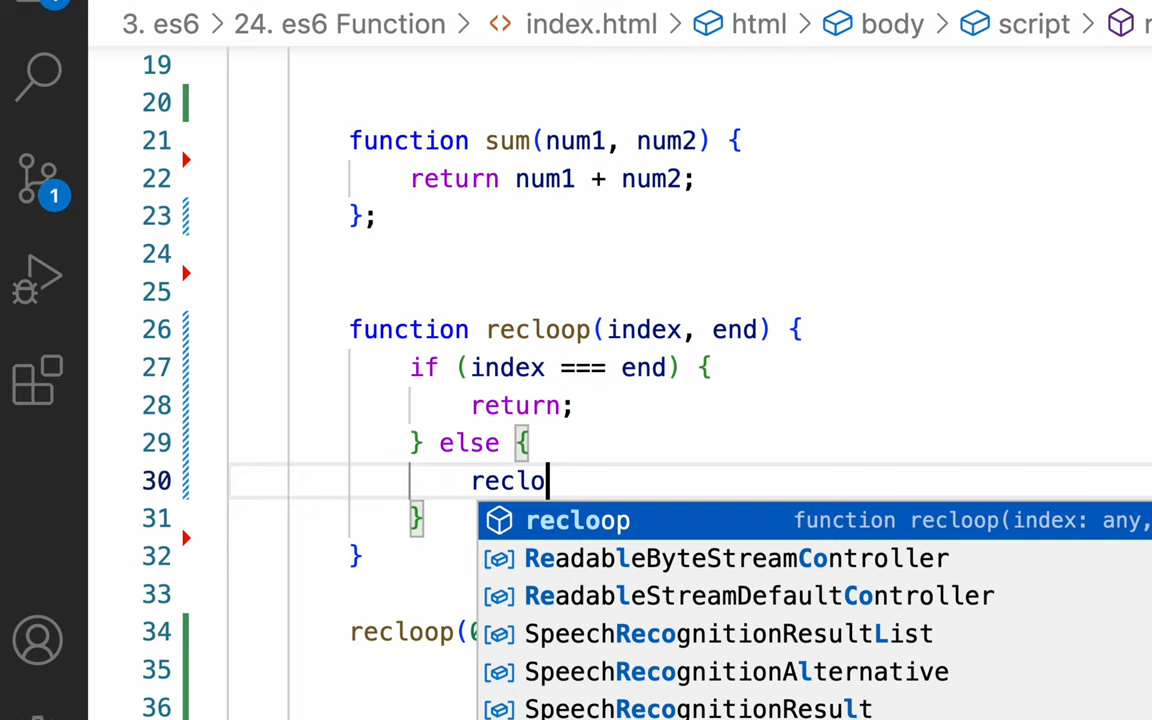 3. es6 > 24. es6 Function > index.html > html > body > script >
19
20
21 function sum(num1, num2) {
22 return num1 + num2;
23 };
24
25
26 function recloop(index, end) {
27 if (index === end) {
28 return;
29 } else {
30 reclo
recloop function recloop(index: any,
31 }
ReadableByteStreamController
32 }
ReadableStreamDefaultController
33
34 recloop(
SpeechRecognitionResultList
35
SpeechRecognitionAlternative
36
SpeechRecognitionResult
1